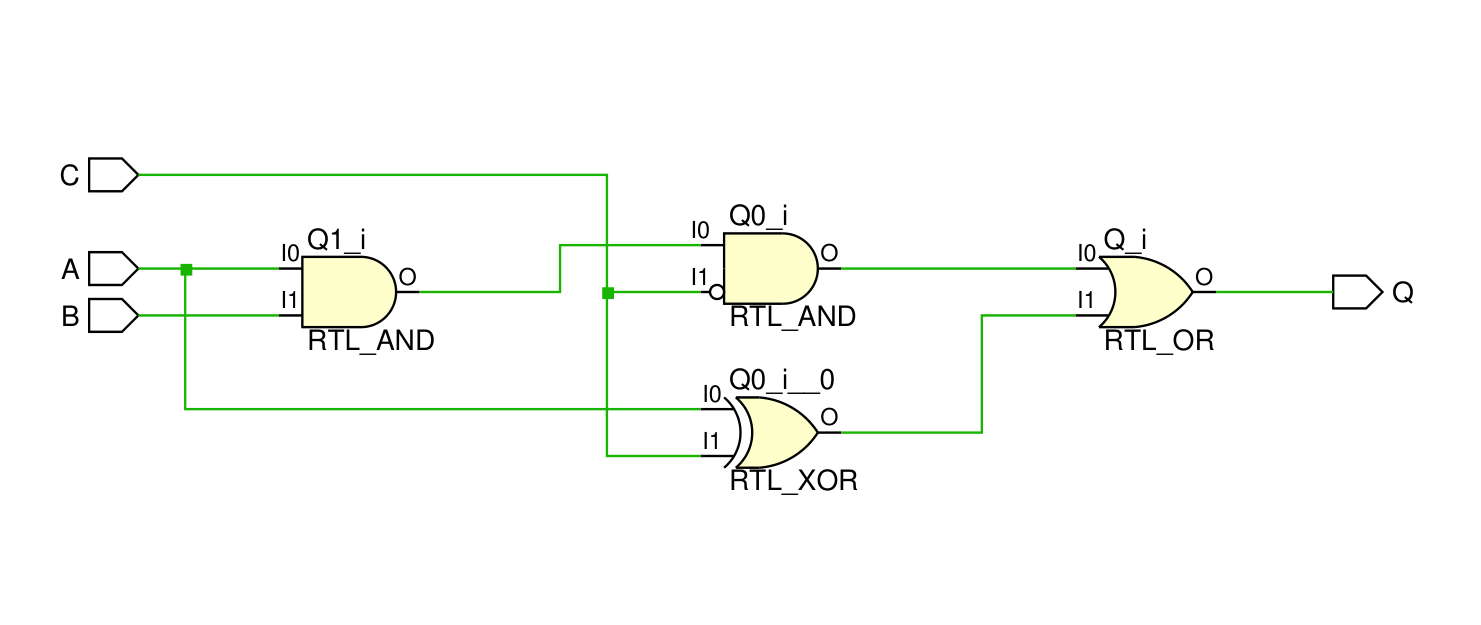 C
A
B
Q1_i
I0
I1
O
RTL_AND
Q0_i
I0
I1
O
RTL_AND
Q0_i__0
I0
I1
O
RTL_XOR
Q_i
I0
I1
O
RTL_OR
Q